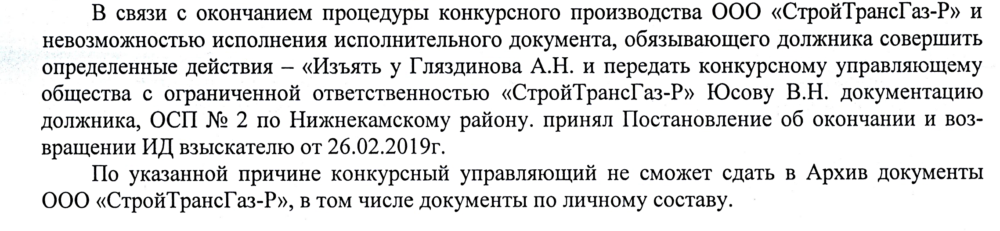 В связи с окончанием процедуры конкурсного производства ООО «СтройТрансГаз-Р» и
невозможностью исполнения исполнительного документа, обязывающего должника совершить
определенные действия – «Изъять у Гляздинова А.Н. и передать конкурсному управляющему
общества с ограниченной ответственностью «СтройТрансГаз-Р» Юсову В.Н. документацию
должника, ОСП № 2 по Нижнекамскому району. принял Постановление об окончании и воз-
вращении ИД взыскателю от 26.02.2019г.
По указанной причине конкурсный управляющий не сможет сдать в Архив документы
ООО «СтройТрансГаз-Р», в том числе документы по личному составу.